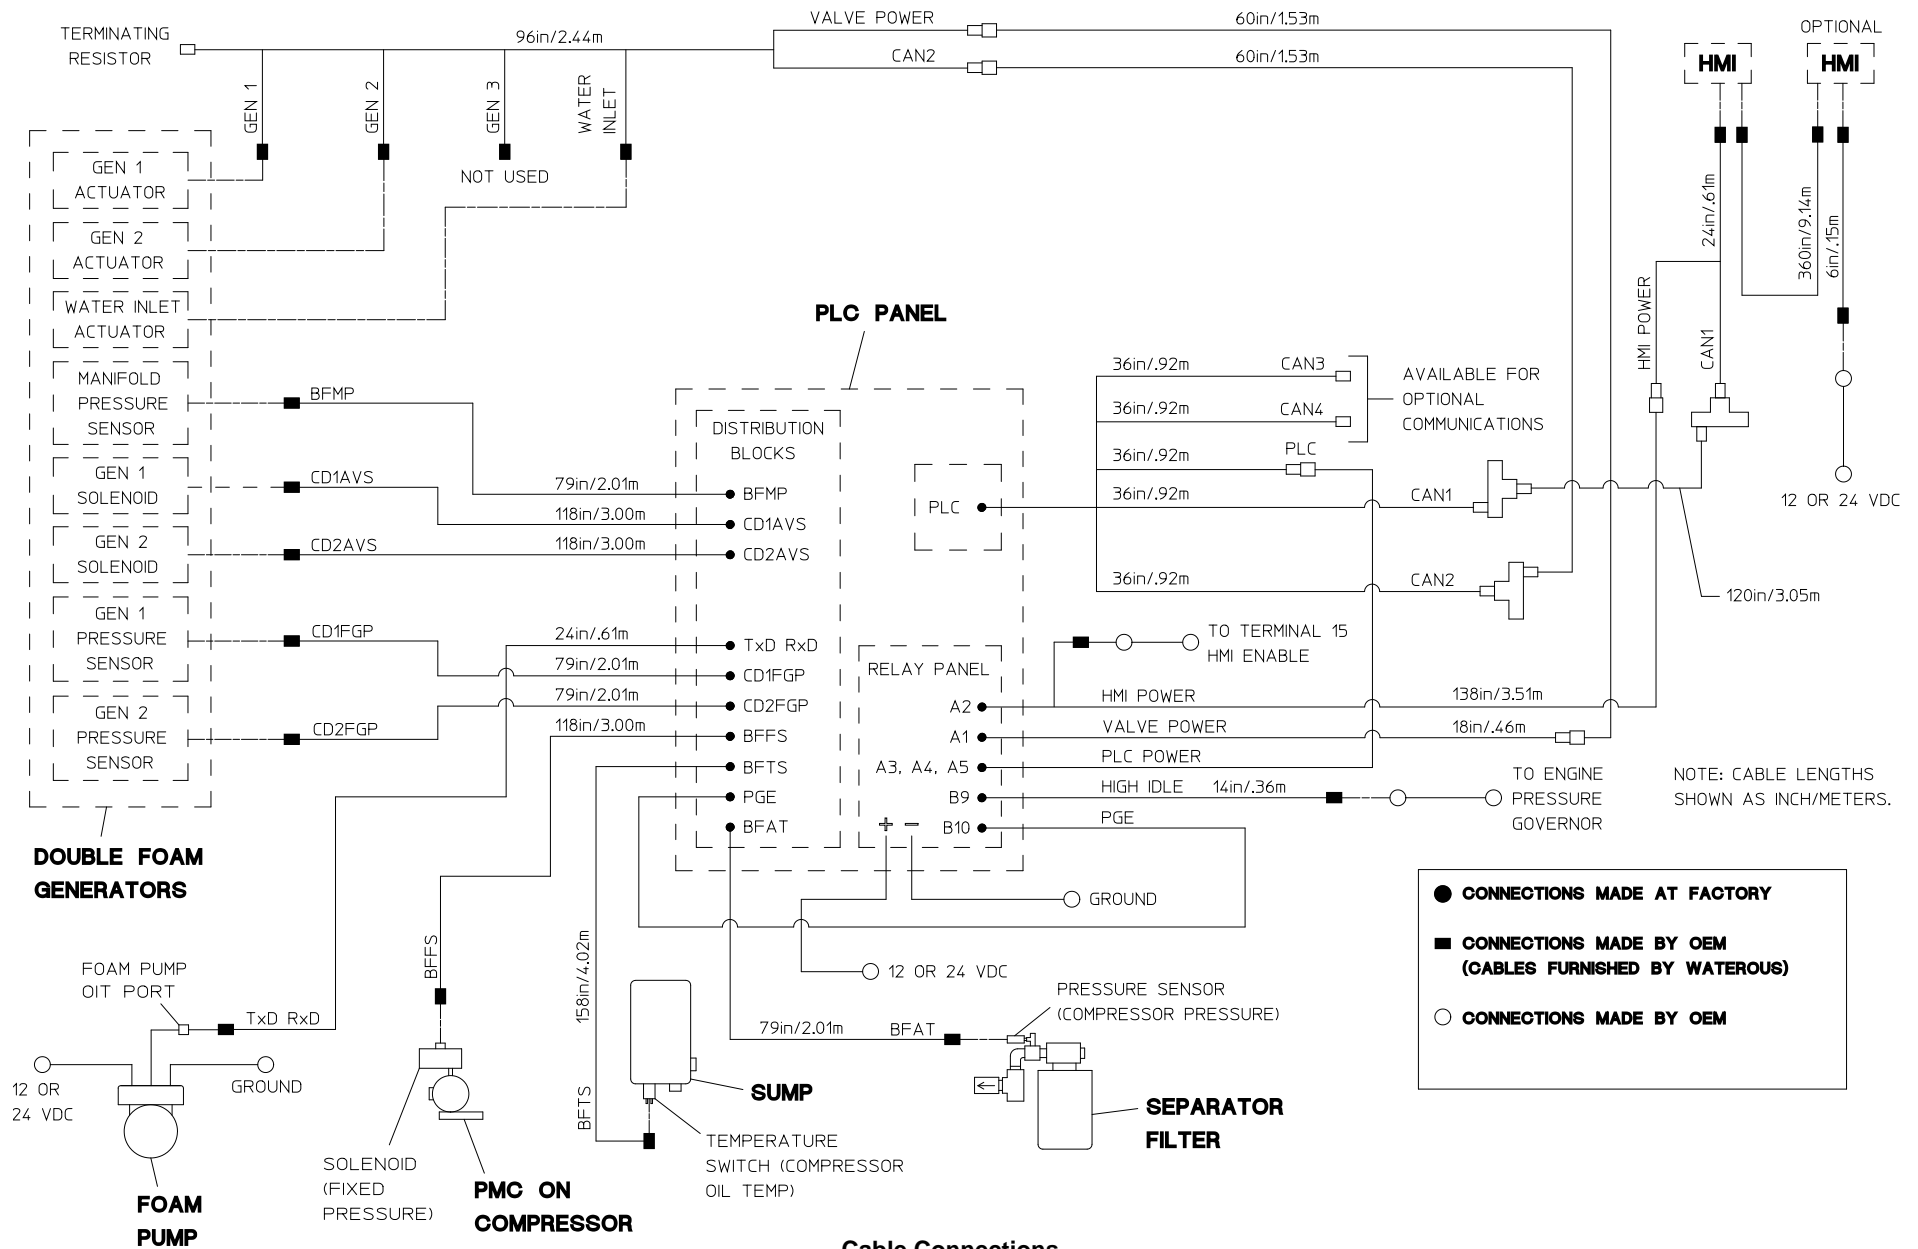 TERMINATING
RESISTOR
96in/2.44m
VALVE POWER
60in/1.53m
CAN2
60in/1.53m
OPTIONAL
HMI
HMI
GEN 1
GEN 2
GEN 3
WATER
INLET
NOT USED
GEN 1
ACTUATOR
GEN 2
ACTUATOR
WATER INLET
ACTUATOR
MANIFOLD
PRESSURE
SENSOR
GEN 1
SOLENOID
GEN 2
SOLENOID
GEN 1
PRESSURE
SENSOR
GEN 2
PRESSURE
SENSOR
DOUBLE FOAM
GENERATORS
BFMP
CD1AVS
CD2AVS
CD1FGP
CD2FGP
79in/2.01m
118in/3.00m
118in/3.00m
24in/.61m
79in/2.01m
79in/2.01m
118in/3.00m
PLC PANEL
DISTRIBUTION
BLOCKS
BFMP
CD1AVS
CD2AVS
TxD RxD
CD1FGP
CD2FGP
BFFS
BFTS
PGE
BFAT
PLC
RELAY PANEL
A2
A1
A3, A4, A5
B9
B10
+ −
36in/.92m
CAN3
36in/.92m
CAN4
AVAILABLE FOR
OPTIONAL
COMMUNICATIONS
36in/.92m
PLC
36in/.92m
CAN1
36in/.92m
CAN2
24in/.61m
HMI POWER
CAN1
360in/9.14m
6in/.15m
12 OR 24 VDC
120in/3.05m
TO TERMINAL 15
HMI ENABLE
HMI POWER
138in/3.51m
VALVE POWER
18in/.46m
PLC POWER
HIGH IDLE
14in/.36m
PGE
TO ENGINE
PRESSURE
GOVERNOR
NOTE: CABLE LENGTHS
SHOWN AS INCH/METERS.
GROUND
12 OR 24 VDC
CONNECTIONS MADE AT FACTORY
CONNECTIONS MADE BY OEM
(CABLES FURNISHED BY WATEROUS)
CONNECTIONS MADE BY OEM
FOAM PUMP
OIT PORT
TxD RxD
12 OR
24 VDC
GROUND
FOAM
PUMP
BFFS
SOLENOID
(FIXED
PRESSURE)
PMC ON
COMPRESSOR
158in/4.02m
BFTS
SUMP
TEMPERATURE
SWITCH (COMPRESSOR
OIL TEMP)
79in/2.01m
BFAT
PRESSURE SENSOR
(COMPRESSOR PRESSURE)
SEPARATOR
FILTER
Cable Connections